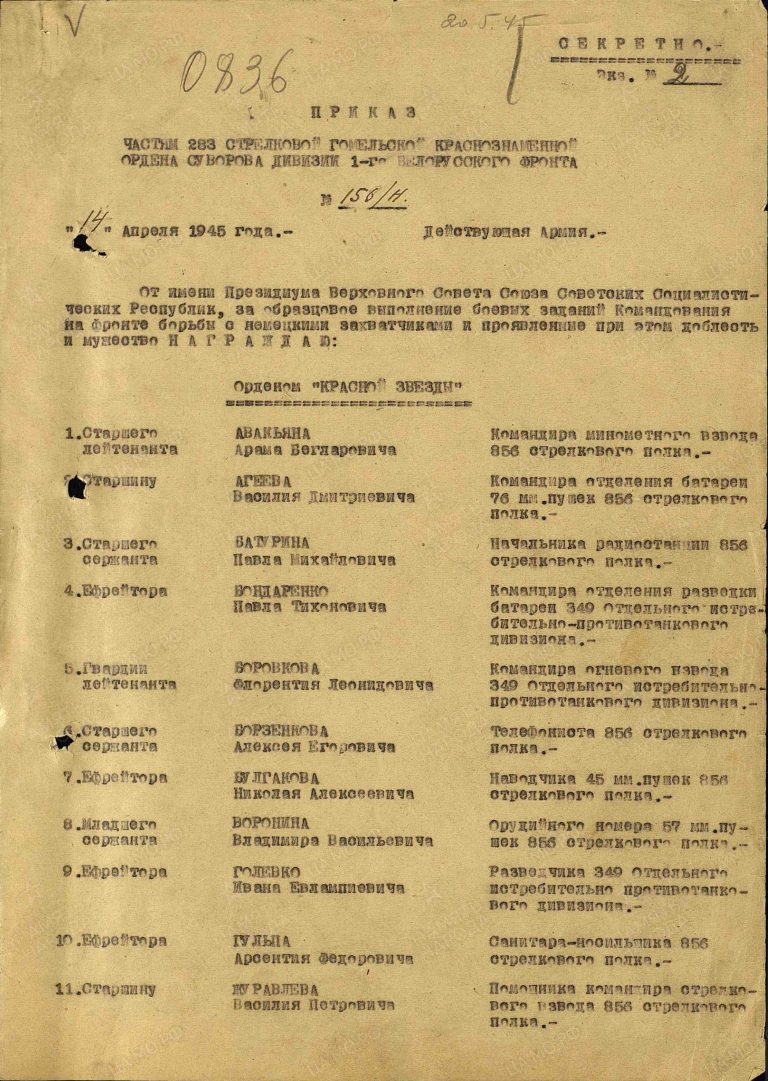 V
20.5.45
СЕКРЕТНО.-
Экз. № 2
0836
ПРИКАЗ
ЧАСТЯМ 283 СТРЕЛКОВОЙ ГОМЕЛЬСКОЙ КРАСНОЗНАМЕННОЙ
ОРДЕНА СУВОРОВА ДИВИЗИИ 1-го БЕЛОРУССКОГО ФРОНТА
№ 156/н.
"14" Апреля 1945 года.- Действующая Армия.-
От имени Президиума Верховного Совета Союза Советских Социалисти-
ческих Республик, за образцовое выполнение боевых заданий Командования
на фронте борьбы с немецкими захватчиками и проявленные при этом доблесть
и мужество НАГРАЖДАЮ:
Орденом "КРАСНОЙ ЗВЕЗДЫ"
1.Старшего АВАКЬЯНА Командира минометного взвода
лейтенанта Арама Бегларовича 856 стрелкового полка.-
2.Старшину АГЕЕВА Командира отделения батареи
Василия Дмитриевича 76 мм.пушек 856 стрелкового
полка.-
3.Старшего БАТУРИНА Начальника радиостанции 856
сержанта Павла Михайловича стрелкового полка.-
4.Ефрейтора БОНДАРЕНКО Командира отделения разведки
Павла Тихоновича батареи 349 Отдельного истре-
бительно-противотанкового
дивизиона.-
5.Гвардии БОРОВКОВА Командира огневого взвода
лейтенанта Флорентия Леонидовича 349 Отдельного истребительно-
противотанкового дивизиона.-
6.Старшего БОРЗЕНКОВА Телефониста 856 стрелкового
сержанта Алексея Егоровича полка.-
7.Ефрейтора БУЛГАКОВА Наводчика 45 мм.пушек 856
Николая Алексеевича стрелкового полка.-
8.Младшего ВОРОНИНА Орудийного номера 57 мм.пу-
сержанта Владимира Васильевича шек 856 стрелкового полка.-
9.Ефрейтора ГОЛЕВКО Разведчика 349 Отдельного
Ивана Евлампиевича истребительно противотанко-
вого дивизиона.-
10.Ефрейтора ГУЛЬПА Санитара-носильщика 856
Арсентия Федоровича стрелкового полка.-
11.Старшину ЖУРАВЛЕВА Помощника командира стрелко-
Василия Петровича вого взвода 856 стрелкового
полка.-